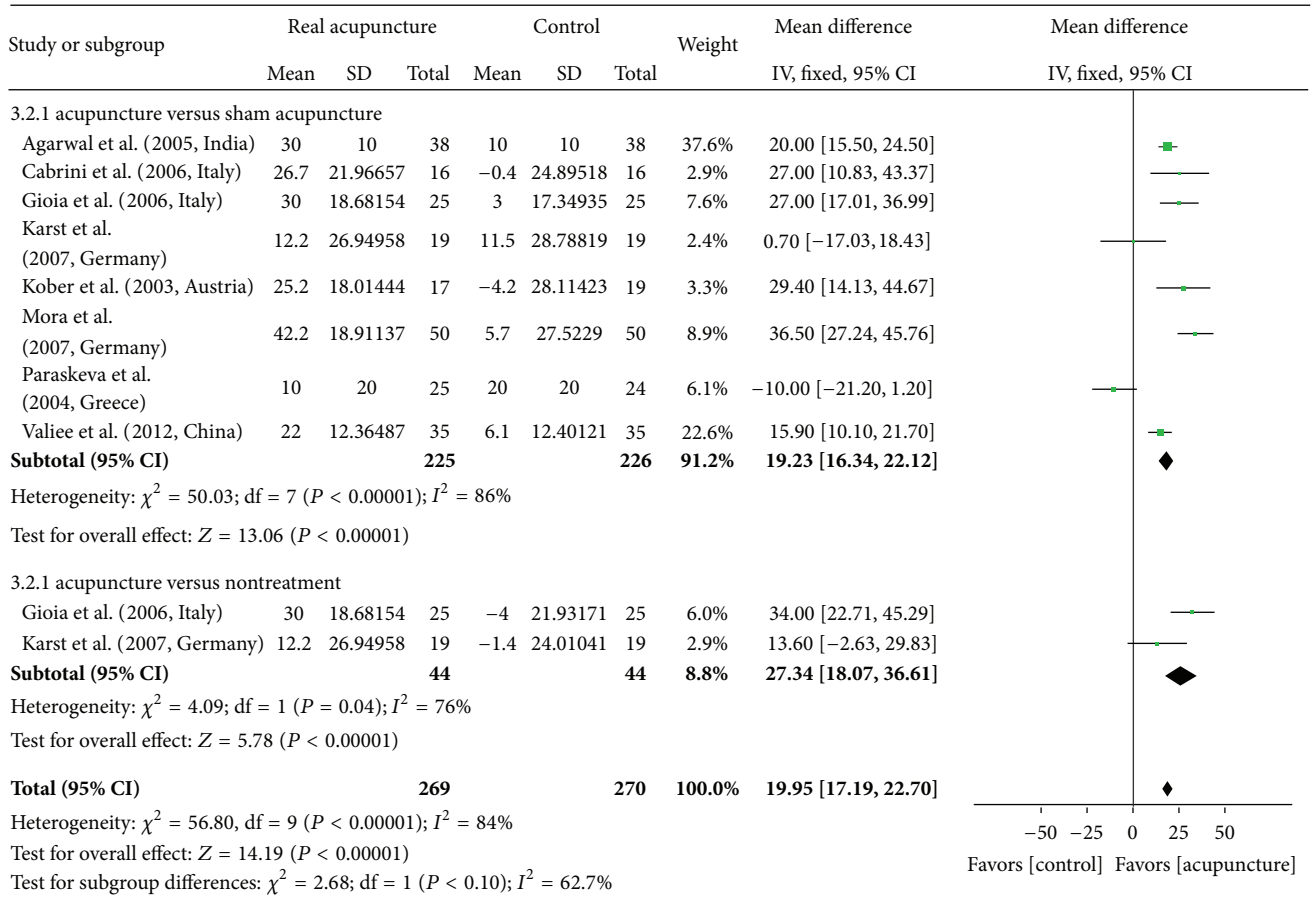 Study or subgroup Real acupuncture Control Weight Mean difference Mean difference
Mean SD Total Mean SD Total IV, fixed, 95% CI IV, fixed, 95% CI
3.2.1 acupuncture versus sham acupuncture
Agarwal et al. (2005, India) 30 10 38 10 10 38 37.6% 20.00 [15.50, 24.50]
Cabrini et al. (2006, Italy) 26.7 21.96657 16 −0.4 24.89518 16 2.9% 27.00 [10.83, 43.37]
Gioia et al. (2006, Italy) 30 18.68154 25 3 17.34935 25 7.6% 27.00 [17.01, 36.99]
Karst et al.
(2007, Germany) 12.2 26.94958 19 11.5 28.78819 19 2.4% 0.70 [−17.03, 18.43]
Kober et al. (2003, Austria) 25.2 18.01444 17 −4.2 28.11423 19 3.3% 29.40 [14.13, 44.67]
Mora et al.
(2007, Germany) 42.2 18.91137 50 5.7 27.5229 50 8.9% 36.50 [27.24, 45.76]
Paraskeva et al.
(2004, Greece) 10 20 25 20 20 24 6.1% −10.00 [−21.20, 1.20]
Valiee et al. (2012, China) 22 12.36487 35 6.1 12.40121 35 22.6% 15.90 [10.10, 21.70]
Subtotal (95% CI) 225 226 91.2% 19.23 [16.34, 22.12]
Heterogeneity: χ² = 50.03; df = 7 (P < 0.00001); I² = 86%
Test for overall effect: Z = 13.06 (P < 0.00001)
3.2.1 acupuncture versus nontreatment
Gioia et al. (2006, Italy) 30 18.68154 25 −4 21.93171 25 6.0% 34.00 [22.71, 45.29]
Karst et al. (2007, Germany) 12.2 26.94958 19 −1.4 24.01041 19 2.9% 13.60 [−2.63, 29.83]
Subtotal (95% CI) 44 44 8.8% 27.34 [18.07, 36.61]
Heterogeneity: χ² = 4.09; df = 1 (P = 0.04); I² = 76%
Test for overall effect: Z = 5.78 (P < 0.00001)
Total (95% CI) 269 270 100.0% 19.95 [17.19, 22.70]
Heterogeneity: χ² = 56.80, df = 9 (P < 0.00001); I² = 84%
Test for overall effect: Z = 14.19 (P < 0.00001)
Test for subgroup differences: χ² = 2.68; df = 1 (P < 0.10); I² = 62.7%
−50 −25 0 25 50
Favors [control] Favors [acupuncture]